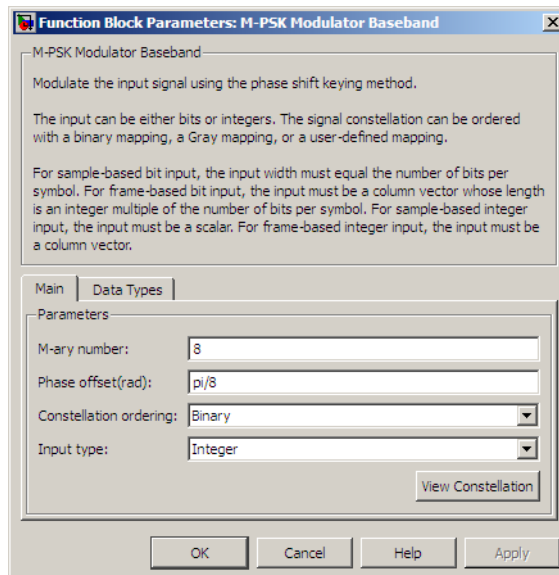 Function Block Parameters: M-PSK Modulator Baseband
M-PSK Modulator Baseband
Modulate the input signal using the phase shift keying method.
The input can be either bits or integers. The signal constellation can be ordered
with a binary mapping, a Gray mapping, or a user-defined mapping.
For sample-based bit input, the input width must equal the number of bits per
symbol. For frame-based bit input, the input must be a column vector whose length
is an integer multiple of the number of bits per symbol. For sample-based integer
input, the input must be a scalar. For frame-based integer input, the input must be
a column vector.
Main Data Types
Parameters
M-ary number: 8
Phase offset(rad): pi/8
Constellation ordering: Binary
Input type: Integer
View Constellation
OK Cancel Help Apply